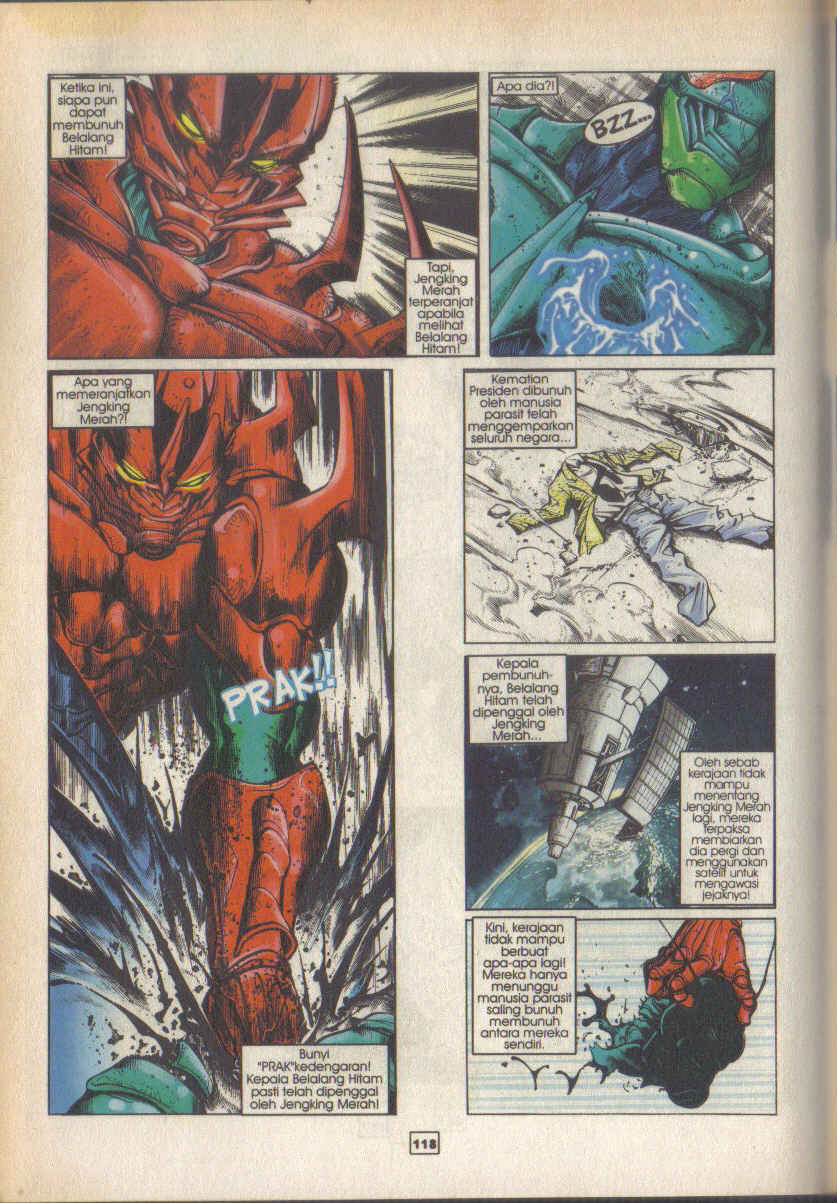 Ketika ini,
siapa pun
dapat
membunuh
Belalang
Hitam!
Tapi,
Jengking
Merah
terperanjat
apabila
melihat
Belalang
Hitam!
Apa dia?!
BZZ...
Apa yang
memeranjatkan
Jengking
Merah?!
PRAK!!
Bunyi
"PRAK"kedengaran!
Kepala Belalang Hitam
pasti telah dipenggal
oleh Jengking Merah!
Kematian
Presiden dibunuh
oleh manusia
parasit telah
menggemparkan
seluruh negara...
Kepala
pembunuh-
nya, Belalang
Hitam telah
dipenggal oleh
Jengking
Merah...
Oleh sebab
kerajaan tidak
mampu
menentang
Jengking Merah
lagi, mereka
Terpaksa
membiarkan
dia pergi dan
menggunakan
satelit untuk
mengawasi
jejaknya!
Kini, kerajaan
tidak mampu
berbuat
apa-apa lagi!
Mereka hanya
menunggu
manusia parasit
saling bunuh
membunuh
antara mereka
sendiri.
118